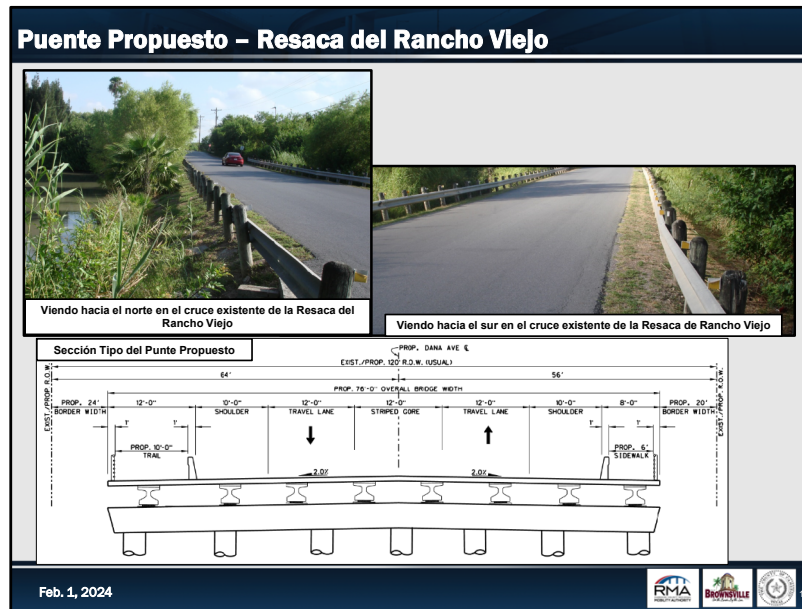 Puente Propuesto – Resaca del Rancho Viejo
Viendo hacia el norte en el cruce existente de la Resaca del
Rancho Viejo
Viendo hacia el sur en el cruce existente de la Resaca de Rancho Viejo
Sección Tipo del Punte Propuesto
PROP. DANA AVE ℄
EXIST./PROP. 120' R.O.W. (USUAL)
64' 56'
PROP. 76'-0" OVERALL BRIDGE WIDTH
EXIST./PROP R.O.W.
PROP. 24' 12'-0" 10'-0" 12'-0" 12'-0" 12'-0" 10'-0" 8'-0" PROP. 20'
BORDER WIDTH SHOULDER TRAVEL LANE STRIPED GORE TRAVEL LANE SHOULDER BORDER WIDTH
EXIST./PROP R.O.W.
1' 1' 1' 1'
PROP. 10'-0"
TRAIL
PROP. 6'
SIDEWALK
2.0% 2.0%
Feb. 1, 2024
RMA
MOBILITY AUTHORITY
BROWNSVILLE